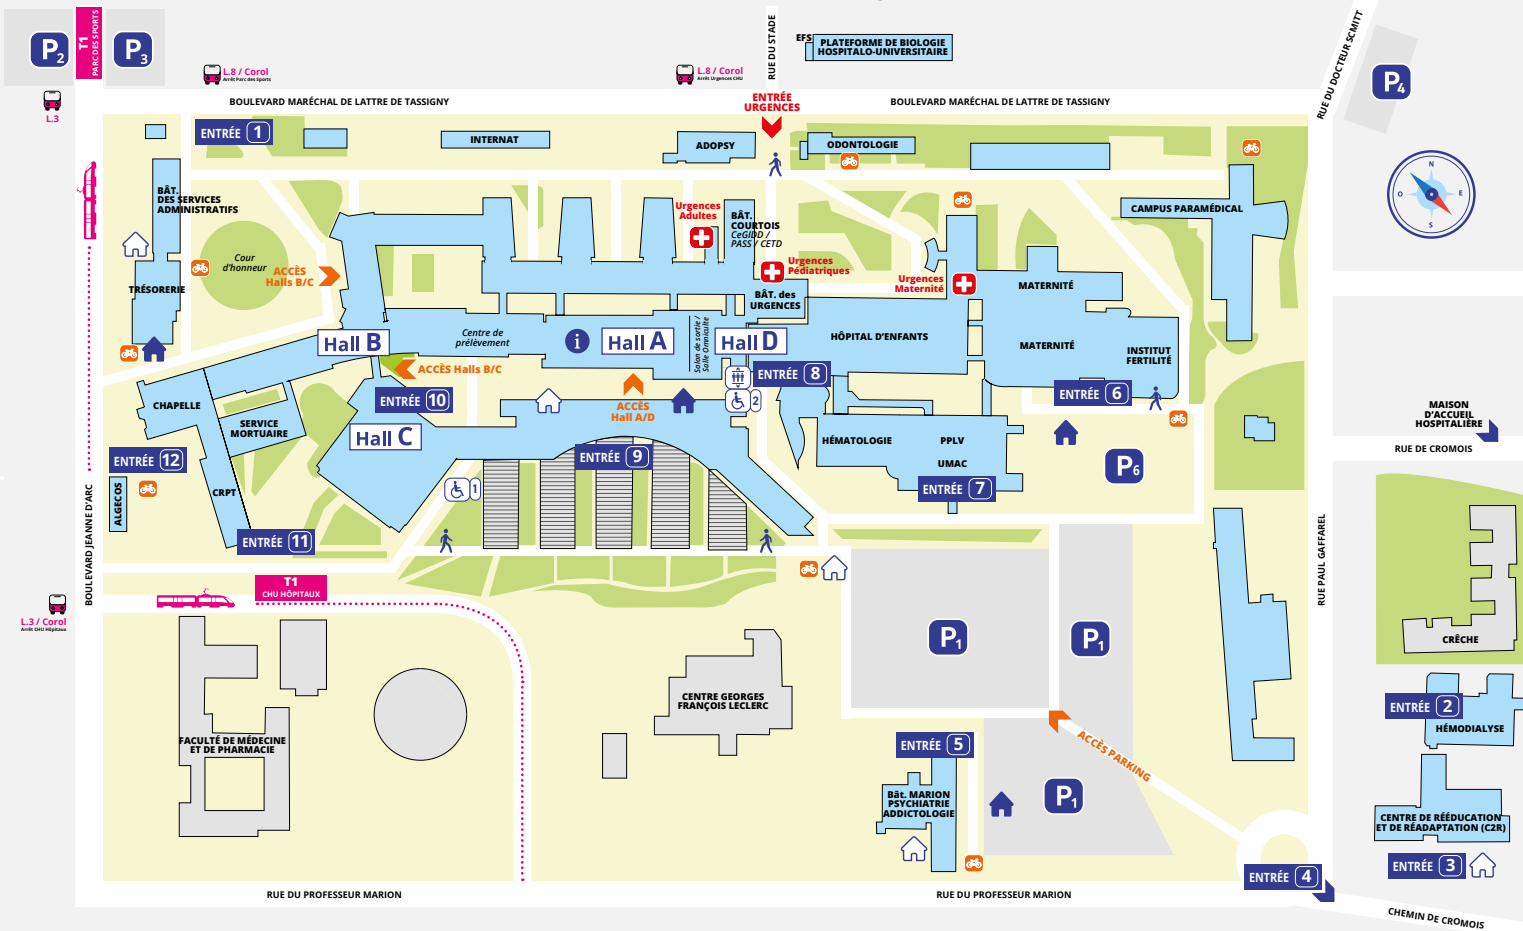 P2
T1
PARC DES SPORTS
P3
L.3
L.8 / Corol
Arrêt Parc des Sports
L.8 / Corol
Arrêt Urgences CHU
RUE DU STADE
EFS
PLATEFORME DE BIOLOGIE
HOSPITALO-UNIVERSITAIRE
RUE DU DOCTEUR SCMITT
P4
BOULEVARD MARÉCHAL DE LATTRE DE TASSIGNY
ENTRÉE
URGENCES
BOULEVARD MARÉCHAL DE LATTRE DE TASSIGNY
ENTRÉE 1
INTERNAT
ADOPSY
ODONTOLOGIE
N
O
E
S
BÂT.
DES SERVICES
ADMINISTRATIFS
Urgences
Adultes
BÂT.
COURTOIS
CeGIDD /
PASS / CETD
CAMPUS PARAMÉDICAL
Cour
d'honneur
ACCÈS
Halls B/C
Urgences
Pédiatriques
Urgences
Maternité
TRÉSORERIE
BÂT. des
URGENCES
MATERNITÉ
Hall B
Centre de
prélèvement
i
Hall A
Salon de sortie /
Salle Omniculte
Hall D
HÔPITAL D'ENFANTS
MATERNITÉ
INSTITUT
FERTILITÉ
ACCÈS Halls B/C
ENTRÉE 8
ENTRÉE 10
ACCÈS
Hall A/D
2
ENTRÉE 6
CHAPELLE
SERVICE
MORTUAIRE
Hall C
HÉMATOLOGIE
PPLV
UMAC
MAISON
D'ACCUEIL
HOSPITALIÈRE
RUE DE CROMOIS
ENTRÉE 12
ENTRÉE 9
P6
ALGECOS
CRPT
1
ENTRÉE 7
ENTRÉE 11
BOULEVARD JEANNE D'ARC
RUE PAUL GAFFAREL
T1
CHU HÔPITAUX
L.3 / Corol
Arrêt CHU Hôpitaux
P1
P1
CRÊCHE
CENTRE GEORGES
FRANÇOIS LECLERC
ENTRÉE 2
HÉMODIALYSE
FACULTÉ DE MÉDECINE
ET DE PHARMACIE
ENTRÉE 5
ACCÈS PARKING
Bât. MARION
PSYCHIATRIE
ADDICTOLOGIE
P1
CENTRE DE RÉÉDUCATION
ET DE RÉADAPTATION (C2R)
ENTRÉE 3
ENTRÉE 4
RUE DU PROFESSEUR MARION
RUE DU PROFESSEUR MARION
CHEMIN DE CROMOIS